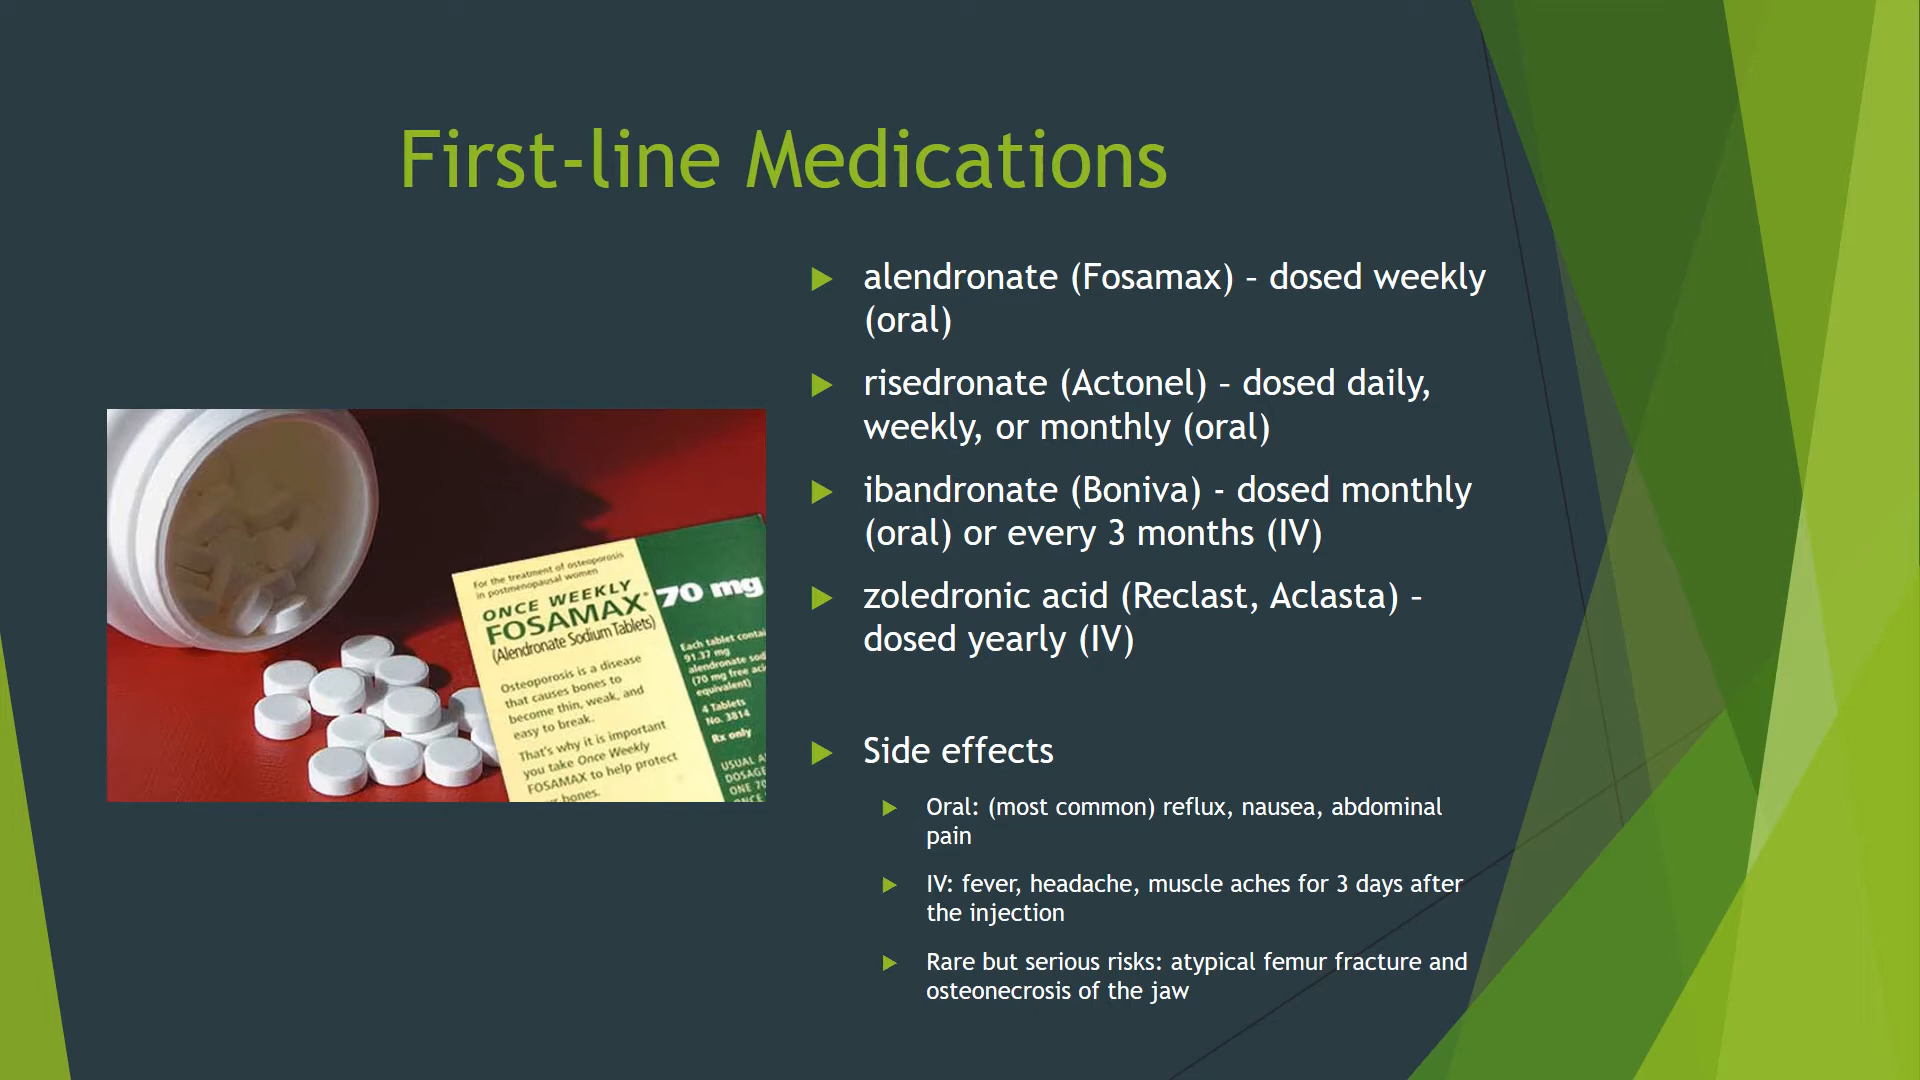 First-line Medications
alendronate (Fosamax) – dosed weekly
(oral)
risedronate (Actonel) – dosed daily,
weekly, or monthly (oral)
ibandronate (Boniva) - dosed monthly
(oral) or every 3 months (IV)
zoledronic acid (Reclast, Aclasta) –
dosed yearly (IV)
Side effects
Oral: (most common) reflux, nausea, abdominal
pain
IV: fever, headache, muscle aches for 3 days after
the injection
Rare but serious risks: atypical femur fracture and
osteonecrosis of the jaw
For the treatment of osteoporosis
in postmenopausal women
ONCE WEEKLY
FOSAMAX®
(Alendronate Sodium Tablets)
Osteoporosis is a disease
that causes bones to
become thin, weak, and
easy to break.
That's why it is important
you take Once Weekly
FOSAMAX to help protect
bones.
70 mg
Each tablet
91.37 mg
alendronate
(70 mg free
equivalent)
4 Tablets
No. 3814
Rx only
USUAL
DOSAGE
ONE